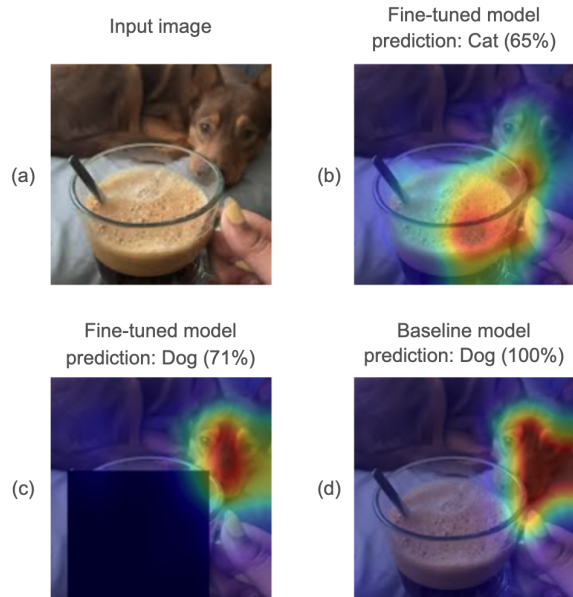 Input image
Fine-tuned model
prediction: Cat (65%)
(a)
(b)
Fine-tuned model
prediction: Dog (71%)
Baseline model
prediction: Dog (100%)
(c)
(d)